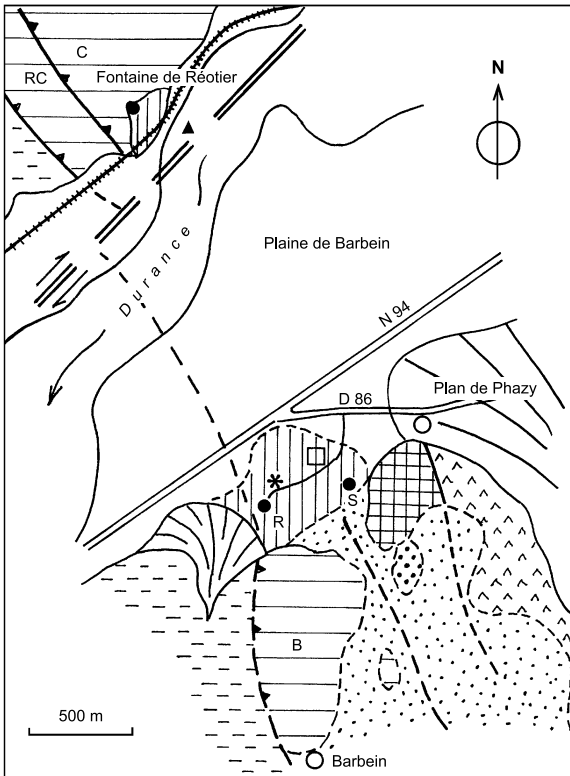 C
RC
Fontaine de Réotier
N
Durance
Plaine de Barbein
N 94
D 86
Plan de Phazy
S
R
B
500 m
Barbein